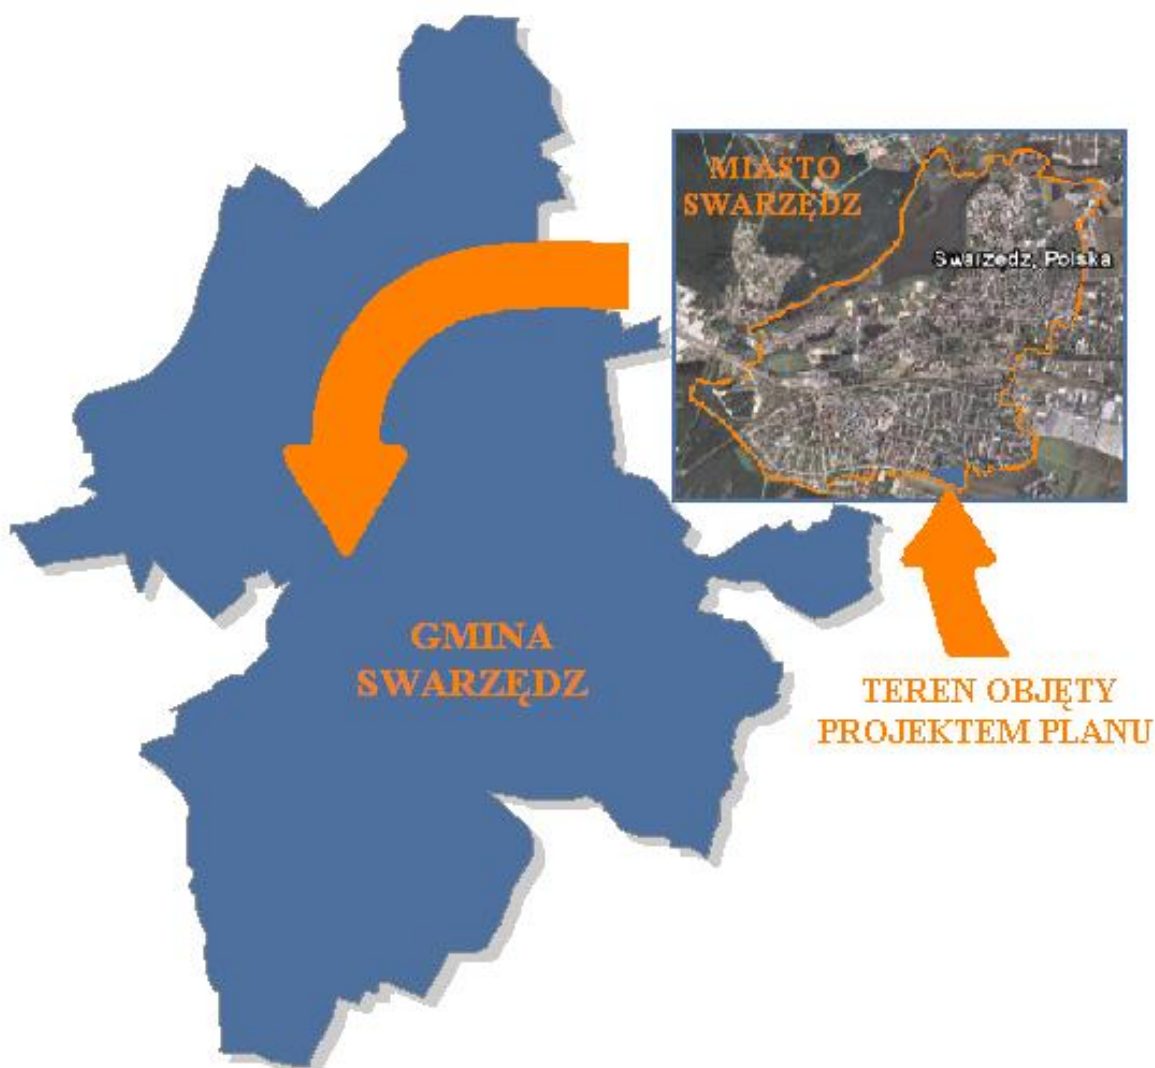 MIASTO
SWARZĘDZ
Swarzędz, Polska
GMINA
SWARZĘDZ
TEREN OBJĘTY
PROJEKTEM PLANU